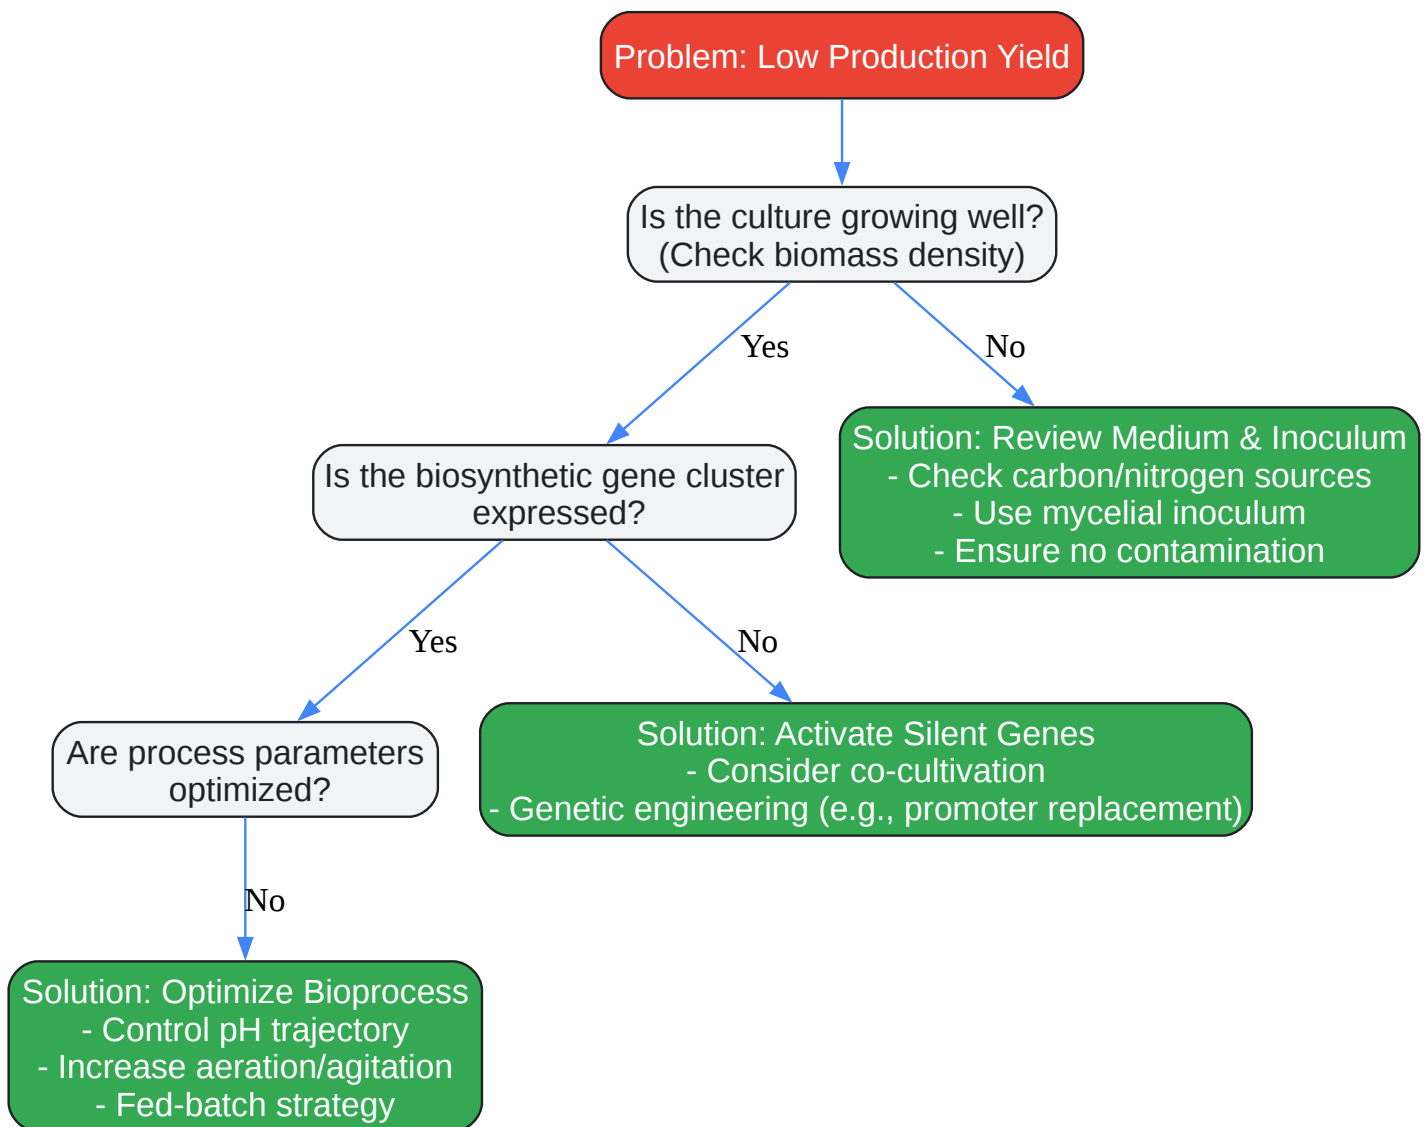 Problem: Low Production Yield
Is the culture growing well?
(Check biomass density)
Yes
No
Solution: Review Medium & Inoculum
- Check carbon/nitrogen sources
- Use mycelial inoculum
- Ensure no contamination
Is the biosynthetic gene cluster
expressed?
Yes
No
Solution: Activate Silent Genes
- Consider co-cultivation
- Genetic engineering (e.g., promoter replacement)
Are process parameters
optimized?
No
Solution: Optimize Bioprocess
- Control pH trajectory
- Increase aeration/agitation
- Fed-batch strategy